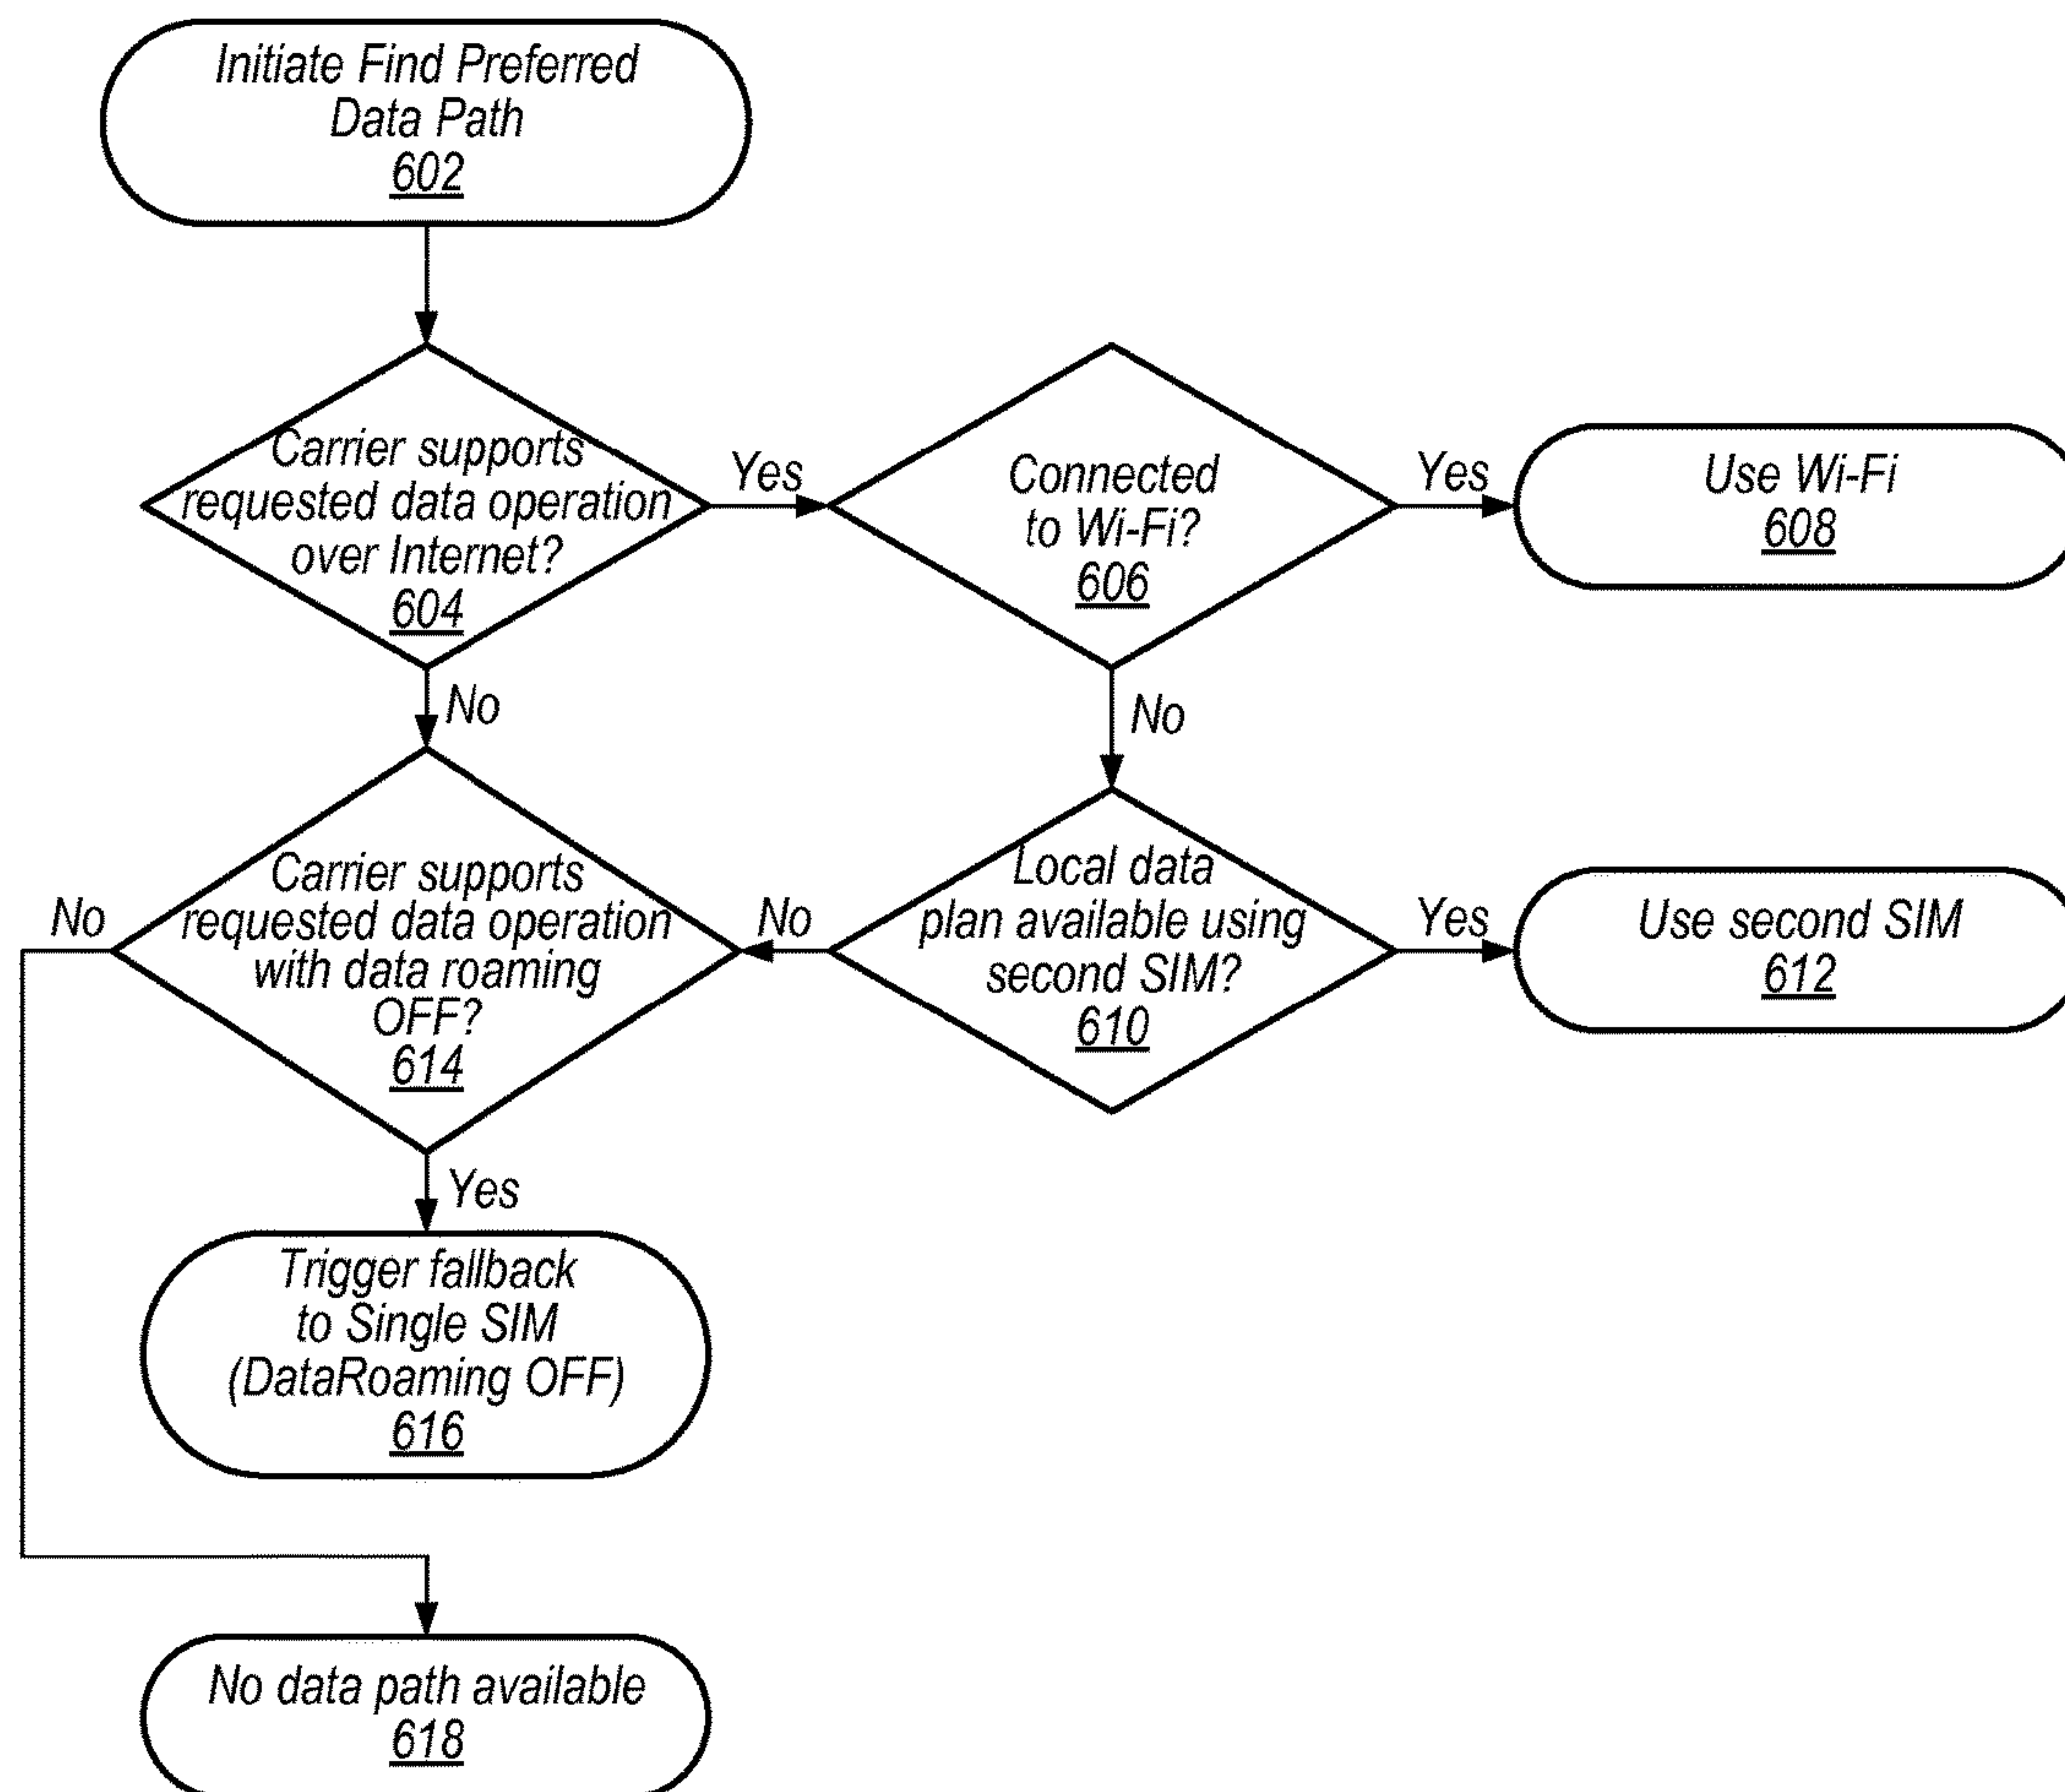 Initiate Find Preferred
Data Path
602
Carrier supports
requested data operation
over Internet?
604
Yes
Connected
to Wi-Fi?
606
Yes
Use Wi-Fi
608
No
No
Carrier supports
requested data operation
with data roaming
OFF?
614
No
No
Local data
plan available using
second SIM?
610
Yes
Use second SIM
612
Yes
Trigger fallback
to Single SIM
(DataRoaming OFF)
616
No data path available
618